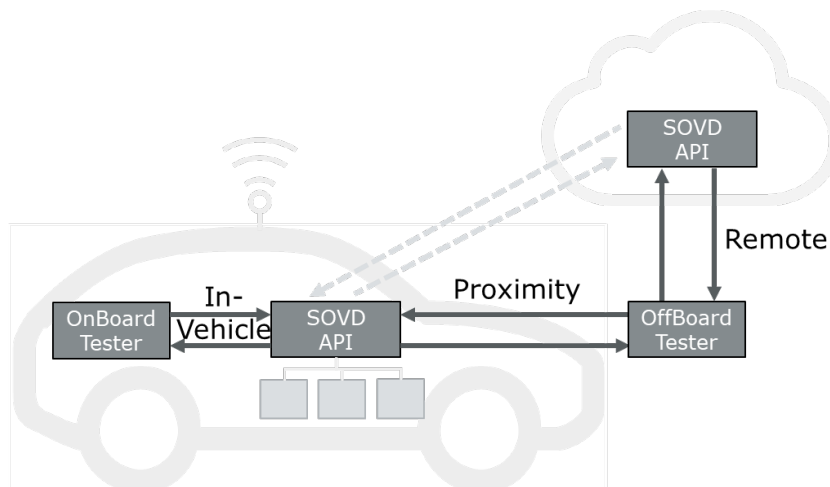 SOVD
API
Remote
Proximity
In-
Vehicle
OnBoard
Tester
SOVD
API
OffBoard
Tester